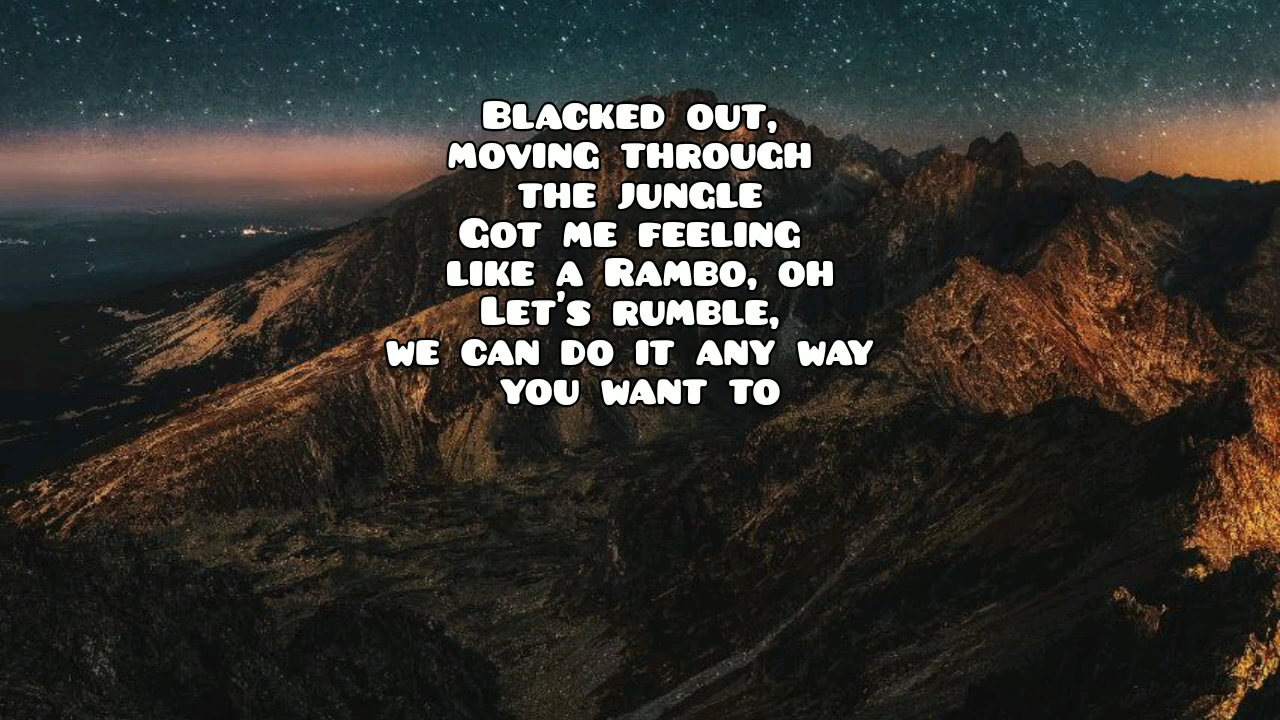 Blacked out,
moving through
the jungle
Got me feeling
like a Rambo, oh
Let's rumble,
we can do it any way
you want to